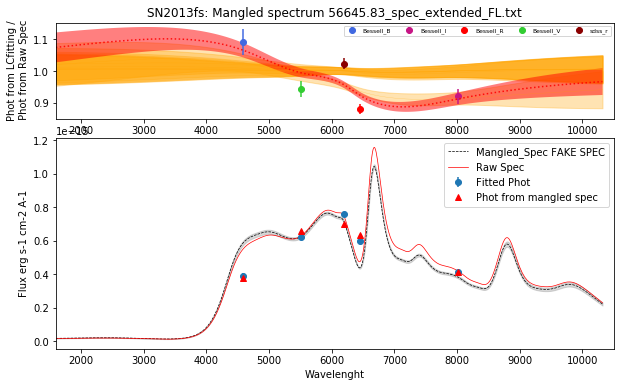 SN2013fs: Mangled spectrum 56645.83_spec_extended_FL.txt
Phot from LCfitting /
Phot from Raw Spec
1.1
1.0
0.9
Bessell_B
Bessell_I
Bessell_R
Bessell_V
sdss_r
2000 3000 4000 5000 6000 7000 8000 9000 10000
Flux erg s-1 cm-2 A-1
1.2
1.0
0.8
0.6
0.4
0.2
0.0
Mangled_Spec FAKE SPEC
Raw Spec
Fitted Phot
Phot from mangled spec
2000 3000 4000 5000 6000 7000 8000 9000 10000
Wavelenght